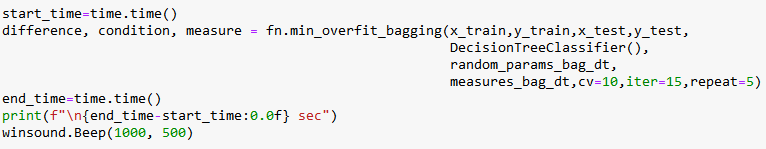 start_time=time.time()
difference, condition, measure = fn.min_overfit_bagging(x_train,y_train,x_test,y_test,
DecisionTreeClassifier(),
random_params_bag_dt,
measures_bag_dt,cv=10,iter=15,repeat=5)
end_time=time.time()
print(f"\n{end_time-start_time:0.0f} sec")
winsound.Beep(1000, 500)